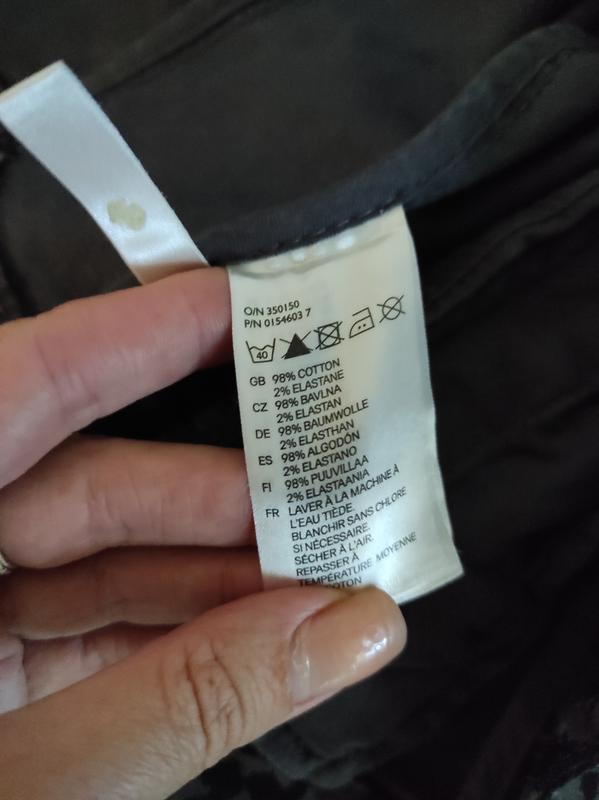 O/N 350150
P/N 0154603 7
40
GB 98% COTTON
2% ELASTANE
CZ 98% BAVLNA
2% ELASTAN
DE 98% BAUMWOLLE
2% ELASTHAN
ES 98% ALGODÓN
2% ELASTANO
FI 98% PUUVILLAA
2% ELASTAANIA
FR LAVER À LA MACHINE À
L'EAU TIÈDE.
BLANCHIR SANS CHLORE
SI NÉCESSAIRE.
SÉCHER À L'AIR.
REPASSER À
TEMPÉRATURE MOYENNE